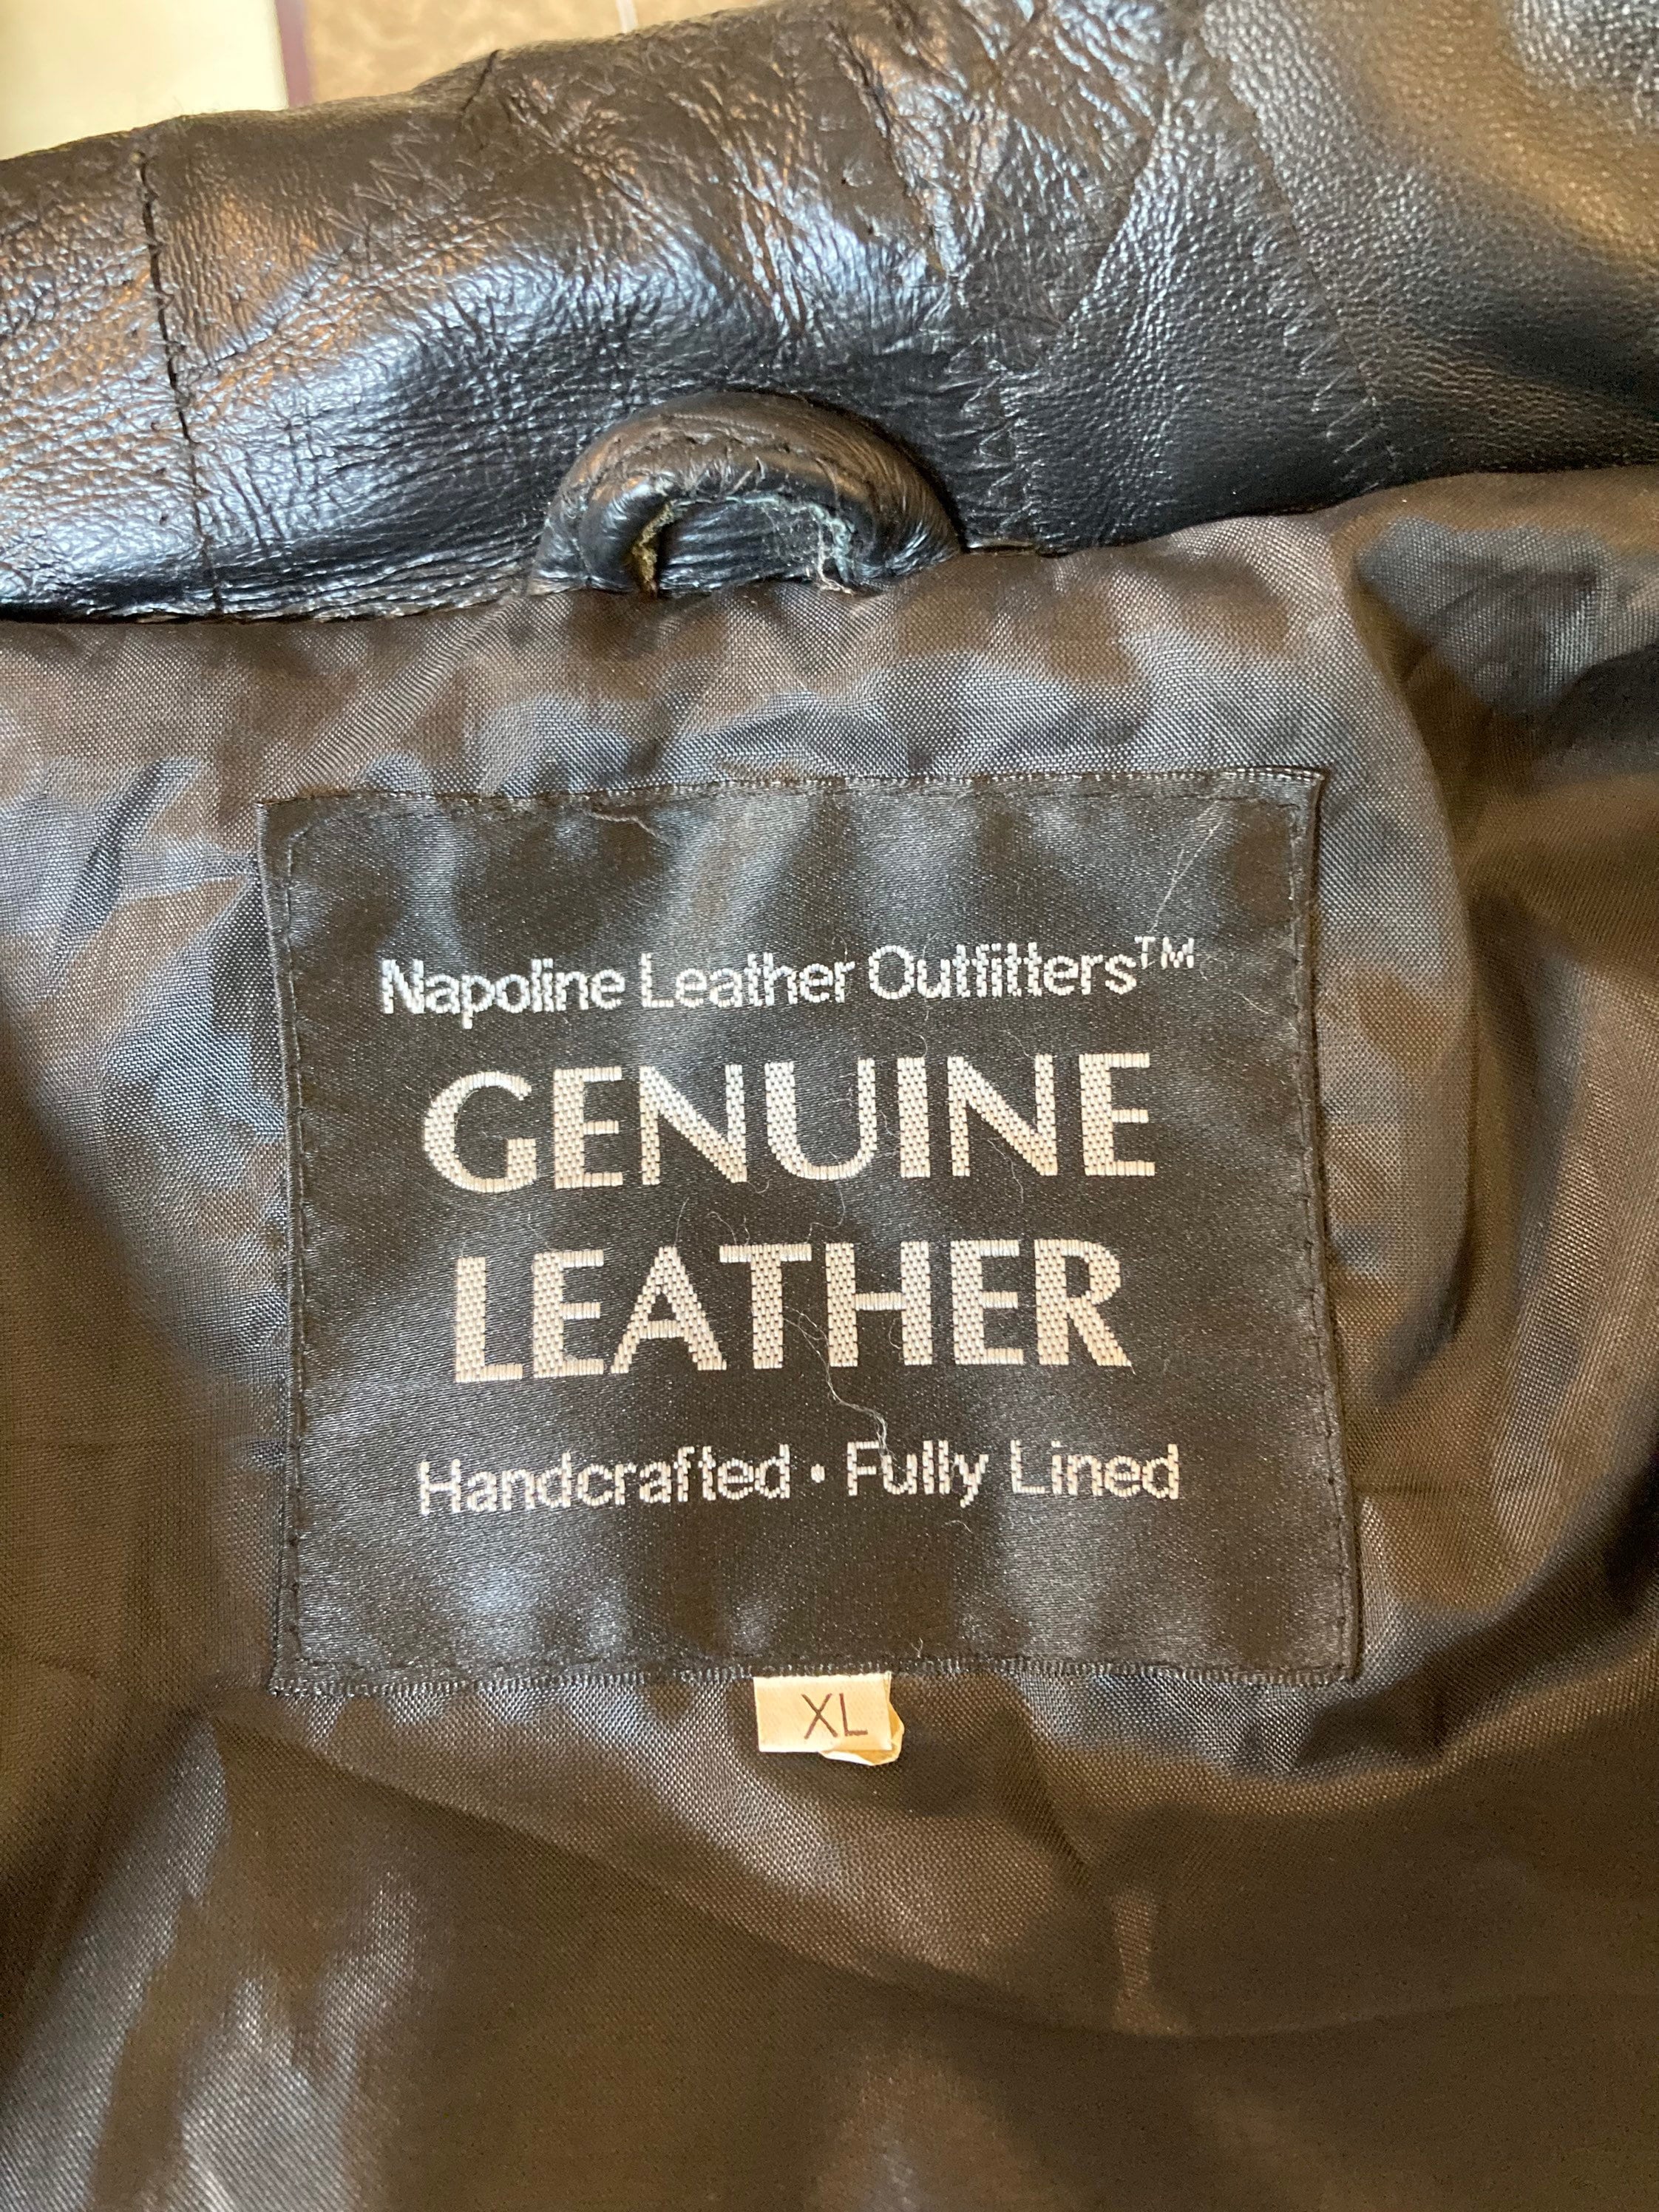 Napoline Leather Outfitters™
GENUINE
LEATHER
Handcrafted • Fully Lined
XL